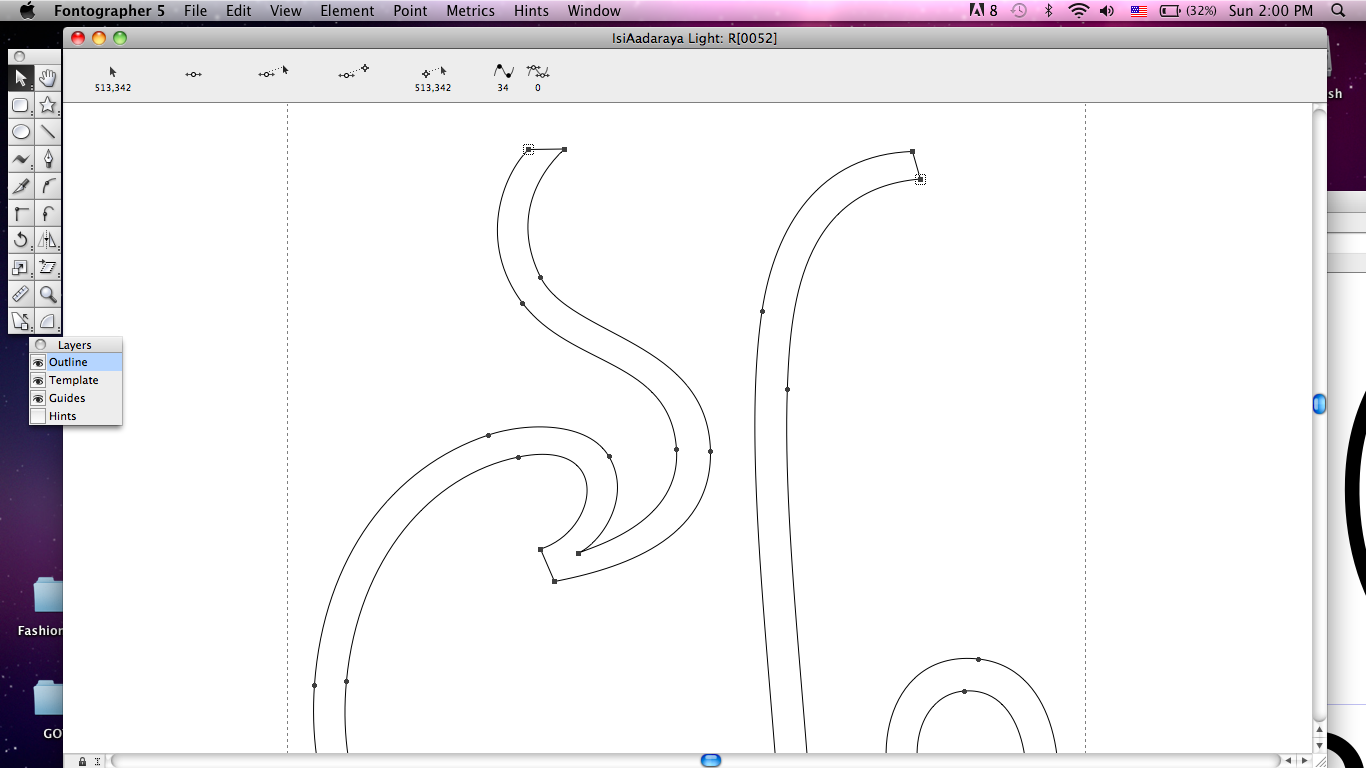 Fontographer 5 File Edit View Element Point Metrics Hints Window 8 (32%) Sun 2:00 PM
IsiAadaraya Light: R[0052]
513,342 513,342 34 0
Layers
Outline
Template
Guides
Hints
sh
Fashion
GO